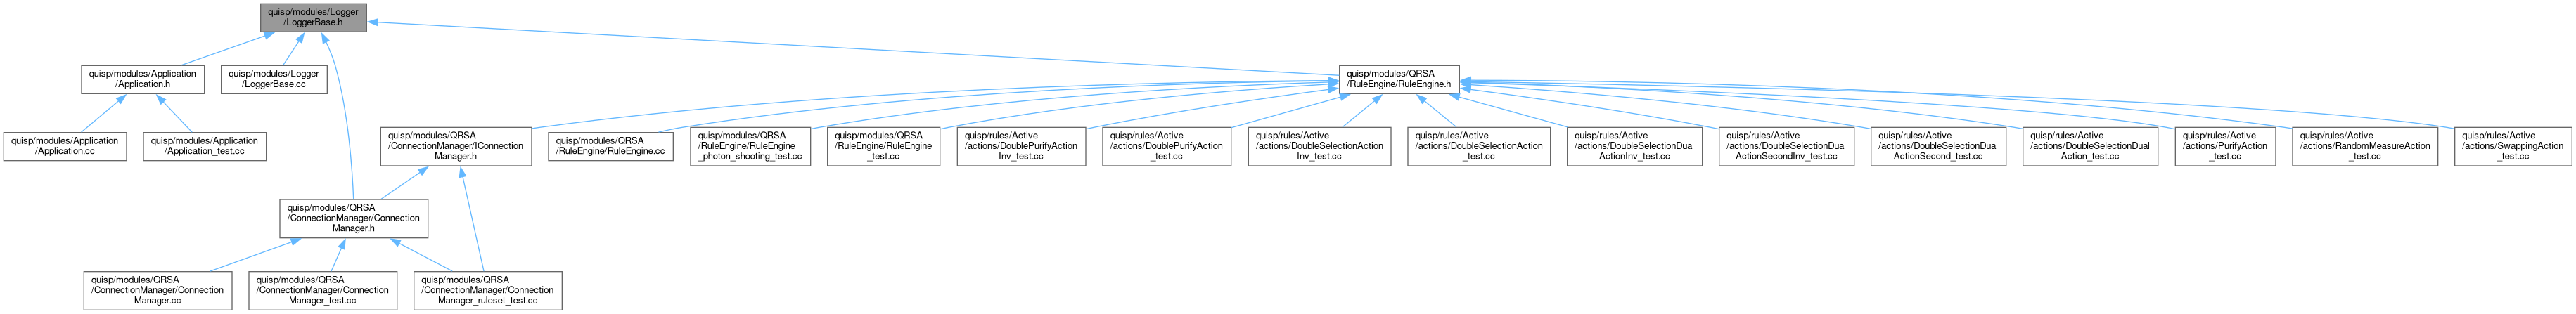 quisp/modules/Logger
/LoggerBase.h
quisp/modules/Application
/Application.h
quisp/modules/Logger
/LoggerBase.cc
quisp/modules/QRSA
/RuleEngine/RuleEngine.h
quisp/modules/Application
/Application.cc
quisp/modules/Application
/Application_test.cc
quisp/modules/QRSA
/ConnectionManager/IConnection
Manager.h
quisp/modules/QRSA
/RuleEngine/RuleEngine.cc
quisp/modules/QRSA
/RuleEngine/RuleEngine
_photon_shooting_test.cc
quisp/modules/QRSA
/RuleEngine/RuleEngine
_test.cc
quisp/rules/Active
/actions/DoublePurifyAction
Inv_test.cc
quisp/rules/Active
/actions/DoublePurifyAction
_test.cc
quisp/rules/Active
/actions/DoubleSelectionAction
Inv_test.cc
quisp/rules/Active
/actions/DoubleSelectionAction
_test.cc
quisp/rules/Active
/actions/DoubleSelectionDual
ActionInv_test.cc
quisp/rules/Active
/actions/DoubleSelectionDual
ActionSecondInv_test.cc
quisp/rules/Active
/actions/DoubleSelectionDual
ActionSecond_test.cc
quisp/rules/Active
/actions/DoubleSelectionDual
Action_test.cc
quisp/rules/Active
/actions/PurifyAction
_test.cc
quisp/rules/Active
/actions/RandomMeasureAction
_test.cc
quisp/rules/Active
/actions/SwappingAction
_test.cc
quisp/modules/QRSA
/ConnectionManager/Connection
Manager.h
quisp/modules/QRSA
/ConnectionManager/Connection
Manager.cc
quisp/modules/QRSA
/ConnectionManager/Connection
Manager_test.cc
quisp/modules/QRSA
/ConnectionManager/Connection
Manager_ruleset_test.cc